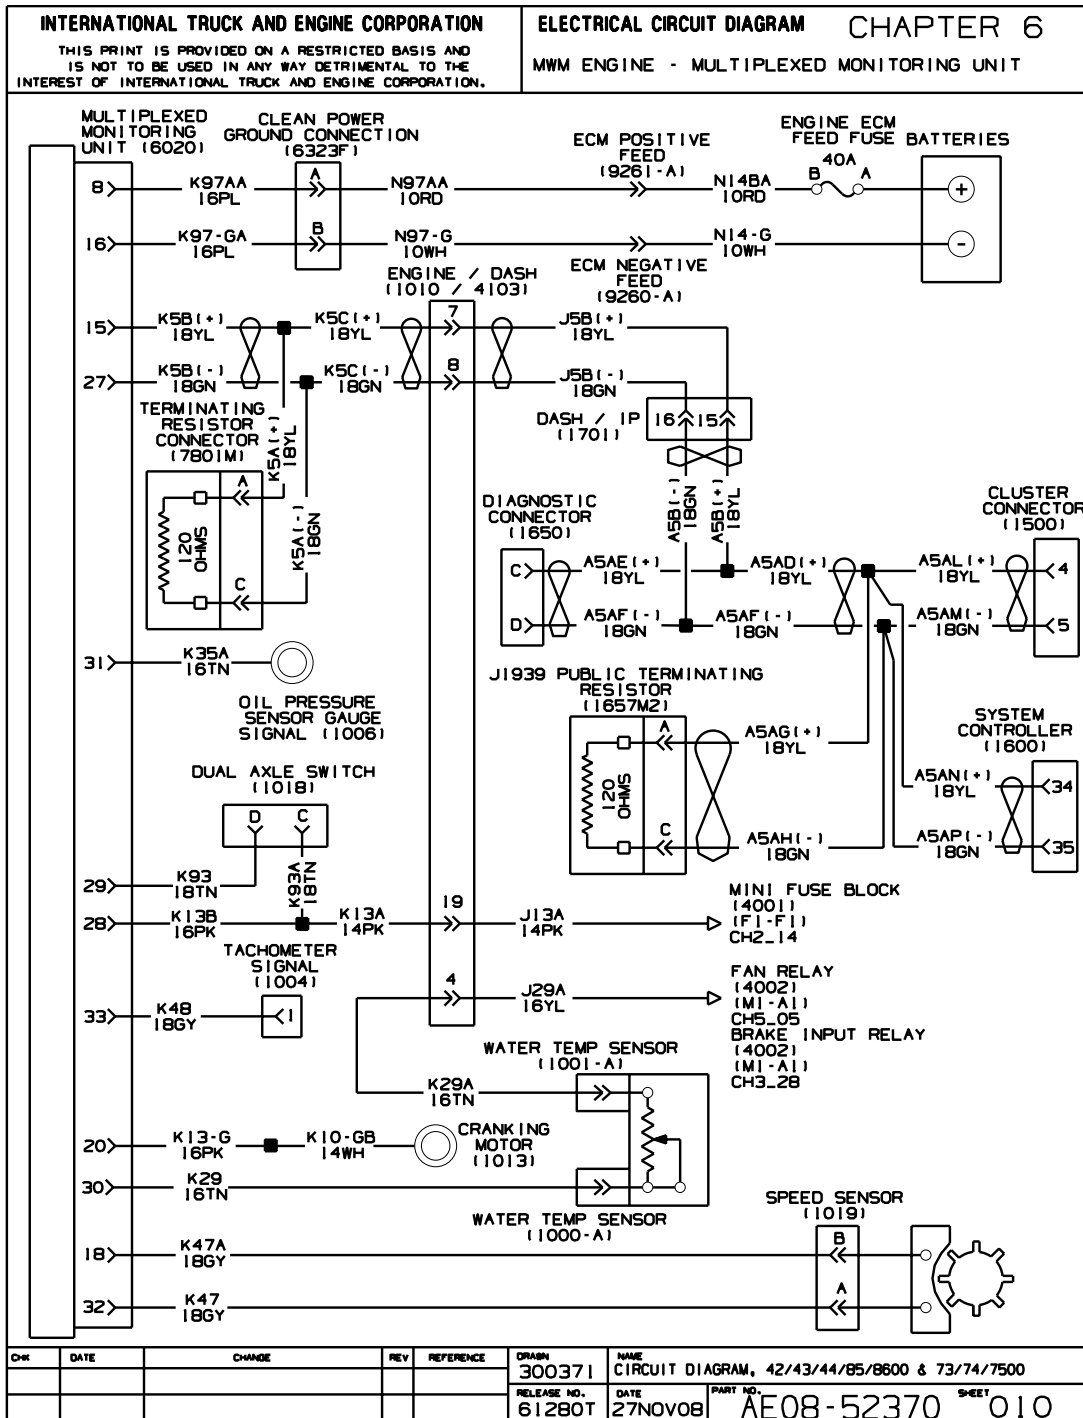 INTERNATIONAL TRUCK AND ENGINE CORPORATION
THIS PRINT IS PROVIDED ON A RESTRICTED BASIS AND
IS NOT TO BE USED IN ANY WAY DETRIMENTAL TO THE
INTEREST OF INTERNATIONAL TRUCK AND ENGINE CORPORATION.
ELECTRICAL CIRCUIT DIAGRAM CHAPTER 6
MWM ENGINE - MULTIPLEXED MONITORING UNIT
MULTIPLEXED
MONITORING
UNIT (6020)
CLEAN POWER
GROUND CONNECTION
(6323F)
ECM POSITIVE
FEED
(9261-A)
ENGINE ECM
FEED FUSE
40A
B A
BATTERIES
8 K97AA
16PL
A
N97AA
10RD
N14BA
10RD
+
16 K97-GA
16PL
B
N97-G
10WH
N14-G
10WH
-
ECM NEGATIVE
FEED
(9260-A)
ENGINE / DASH
(1010 / 4103)
15 K5B(+)
18YL
K5C(+)
18YL
7
J5B(+)
18YL
27 K5B(-)
18GN
K5C(-)
18GN
8
J5B(-)
18GN
TERMINATING
RESISTOR
CONNECTOR
(7801M)
K5A(+)
18YL
K5A(-)
18GN
A
120
OHMS
C
DASH / IP
(1701)
16 15
A5B(-)
18GN
A5B(+)
18YL
DIAGNOSTIC
CONNECTOR
(1650)
CLUSTER
CONNECTOR
(1500)
C A5AE(+)
18YL
A5AD(+)
18YL
A5AL(+)
18YL
4
D A5AF(-)
18GN
A5AF(-)
18GN
A5AM(-)
18GN
5
31 K35A
16TN
OIL PRESSURE
SENSOR GAUGE
SIGNAL (1006)
J1939 PUBLIC TERMINATING
RESISTOR
(1657M2)
A
120
OHMS
C
A5AG(+)
18YL
A5AH(-)
18GN
SYSTEM
CONTROLLER
(1600)
A5AN(+)
18YL
34
A5AP(-)
18GN
35
DUAL AXLE SWITCH
(1018)
D C
29 K93
18TN
K93A
18TN
28 K13B
16PK
K13A
14PK
19
J13A
14PK
MINI FUSE BLOCK
(4001)
(F1-F1)
CH2_14
TACHOMETER
SIGNAL
(1004)
33 K48
18GY
1
4
J29A
16YL
FAN RELAY
(4002)
(M1-A1)
CH5_05
BRAKE INPUT RELAY
(4002)
(M1-A1)
CH3_28
WATER TEMP SENSOR
(1001-A)
K29A
16TN
20 K13-G
16PK
K10-GB
14WH
CRANKING
MOTOR
(1013)
30 K29
16TN
WATER TEMP SENSOR
(1000-A)
SPEED SENSOR
(1019)
18 K47A
18GY
B
32 K47
18GY
A
CHK DATE CHANGE REV REFERENCE
DRAWN
300371
NAME
CIRCUIT DIAGRAM, 42/43/44/85/8600 & 73/74/7500
RELEASE NO.
61280T
DATE
27NOV08
PART NO.
AE08-52370
SHEET
010